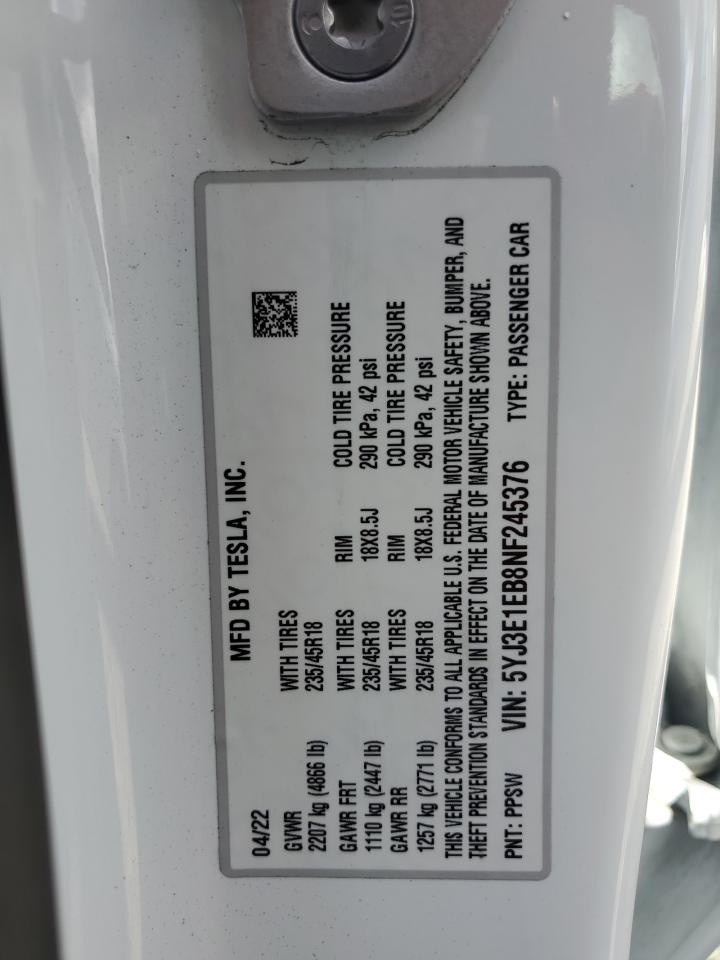 6 10
MFD BY TESLA, INC.
04/22
GVWR WITH TIRES
2207 kg (4866 lb) 235/45R18
GAWR FRT WITH TIRES RIM COLD TIRE PRESSURE
1110 kg (2447 lb) 235/45R18 18X8.5J 290 kPa, 42 psi
GAWR RR WITH TIRES RIM COLD TIRE PRESSURE
1257 kg (2771 lb) 235/45R18 18X8.5J 290 kPa, 42 psi
THIS VEHICLE CONFORMS TO ALL APPLICABLE U.S. FEDERAL MOTOR VEHICLE SAFETY, BUMPER, AND
THEFT PREVENTION STANDARDS IN EFFECT ON THE DATE OF MANUFACTURE SHOWN ABOVE.
PNT: PPSW VIN: 5YJ3E1EB8NF245376 TYPE: PASSENGER CAR